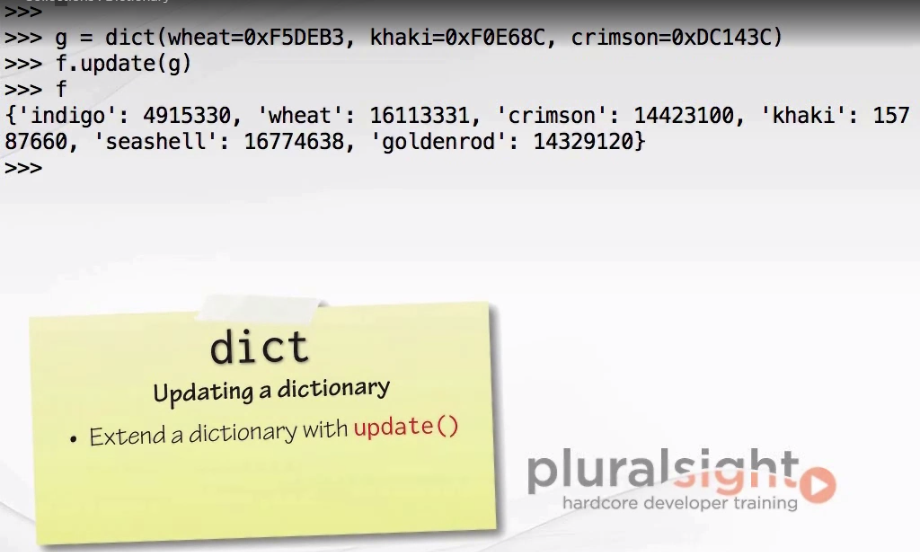 >>>
>>> g = dict(wheat=0xF5DEB3, khaki=0xF0E68C, crimson=0xDC143C)
>>> f.update(g)
>>> f
{'indigo': 4915330, 'wheat': 16113331, 'crimson': 14423100, 'khaki': 157
87660, 'seashell': 16774638, 'goldenrod': 14329120}
>>>
dict
Updating a dictionary
• Extend a dictionary with update()
pluralsight
hardcore developer training